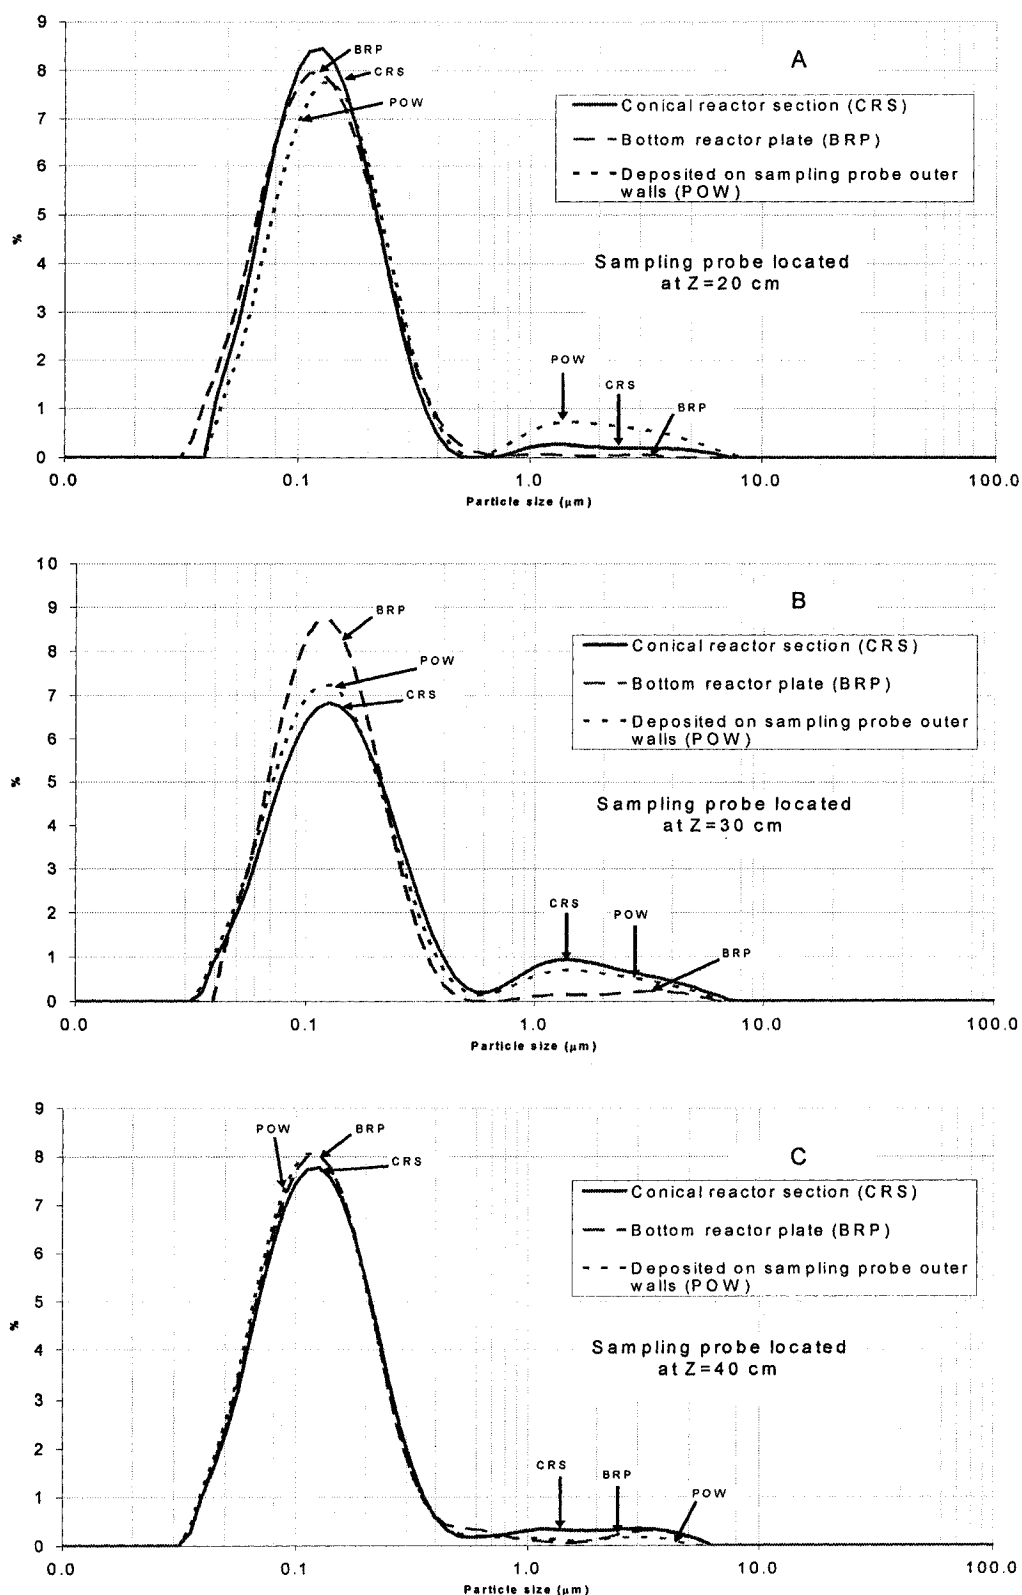 9
8
7
6
5
4
3
2
1
0
%
A
BRP
CRS
POW
Conical reactor section (CRS)
Bottom reactor plate (BRP)
Deposited on sampling probe outer
walls (POW)
Sampling probe located
at Z=20 cm
POW
CRS
BRP
0.0 0.1 1.0 10.0 100.0
Particle size (μm)
10
9
8
7
6
5
4
3
2
1
0
%
B
BRP
POW
CRS
Conical reactor section (CRS)
Bottom reactor plate (BRP)
Deposited on sampling probe outer
walls (POW)
Sampling probe located
at Z=30 cm
CRS
POW
BRP
0.0 0.1 1.0 10.0 100.0
Particle size (μm)
9
8
7
6
5
4
3
2
1
0
%
C
POW
BRP
CRS
Conical reactor section (CRS)
Bottom reactor plate (BRP)
Deposited on sampling probe outer
walls (POW)
Sampling probe located
at Z=40 cm
CRS
BRP
POW
0.0 0.1 1.0 10.0 100.0
Particle size (μm)